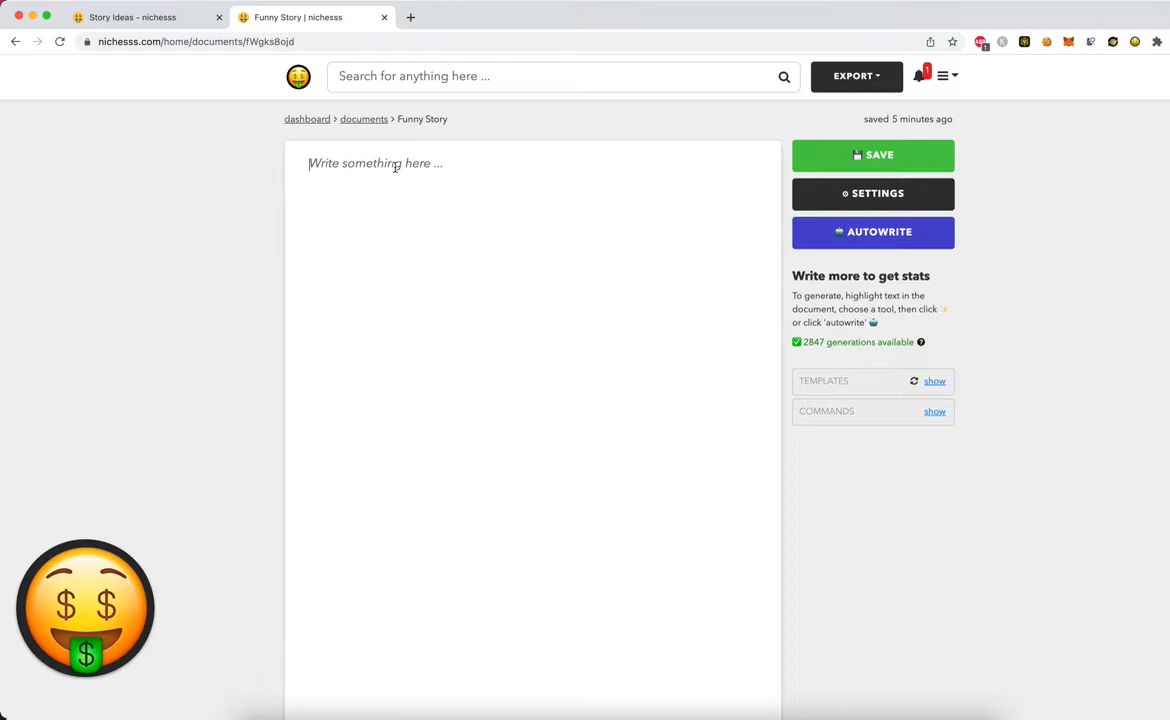 Story Ideas - nichesss
Funny Story | nichesss
nichesss.com/home/documents/fWgks8ojd
Search for anything here ...
EXPORT
1
1
dashboard > documents > Funny Story
saved 5 minutes ago
Write something here ...
SAVE
SETTINGS
AUTOWRITE
Write more to get stats
To generate, highlight text in the
document, choose a tool, then click ✨
or click 'autowrite' 🤖
✅ 2847 generations available ?
TEMPLATES show
COMMANDS show
$ $
$